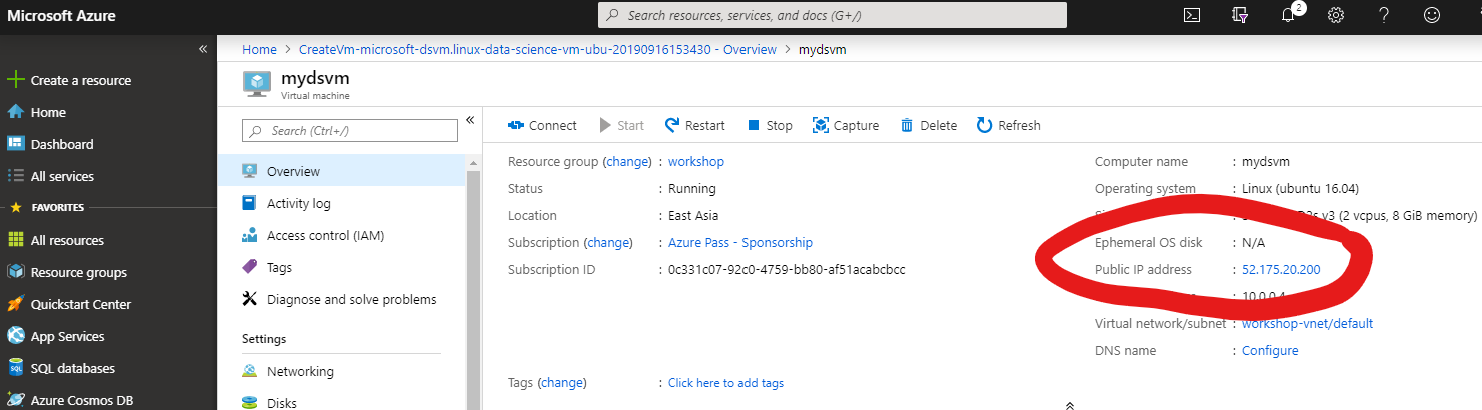 Microsoft Azure
Search resources, services, and docs (G+/)
2
Home > CreateVm-microsoft-dsvm.linux-data-science-vm-ubu-20190916153430 - Overview > mydsvm
mydsvm
Virtual machine
Create a resource
Home
Dashboard
All services
FAVORITES
All resources
Resource groups
Quickstart Center
App Services
SQL databases
Azure Cosmos DB
Search (Ctrl+/)
Overview
Activity log
Access control (IAM)
Tags
Diagnose and solve problems
Settings
Networking
Disks
Connect Start Restart Stop Capture Delete Refresh
Resource group (change) : workshop
Status : Running
Location : East Asia
Subscription (change) : Azure Pass - Sponsorship
Subscription ID : 0c331c07-92c0-4759-bb80-af51acabcbcc
Computer name : mydsvm
Operating system : Linux (ubuntu 16.04)
v3 (2 vcpus, 8 GiB memory)
Ephemeral OS disk : N/A
Public IP address : 52.175.20.200
: 10.0.0.4
Virtual network/subnet : workshop-vnet/default
DNS name : Configure
Tags (change) : Click here to add tags